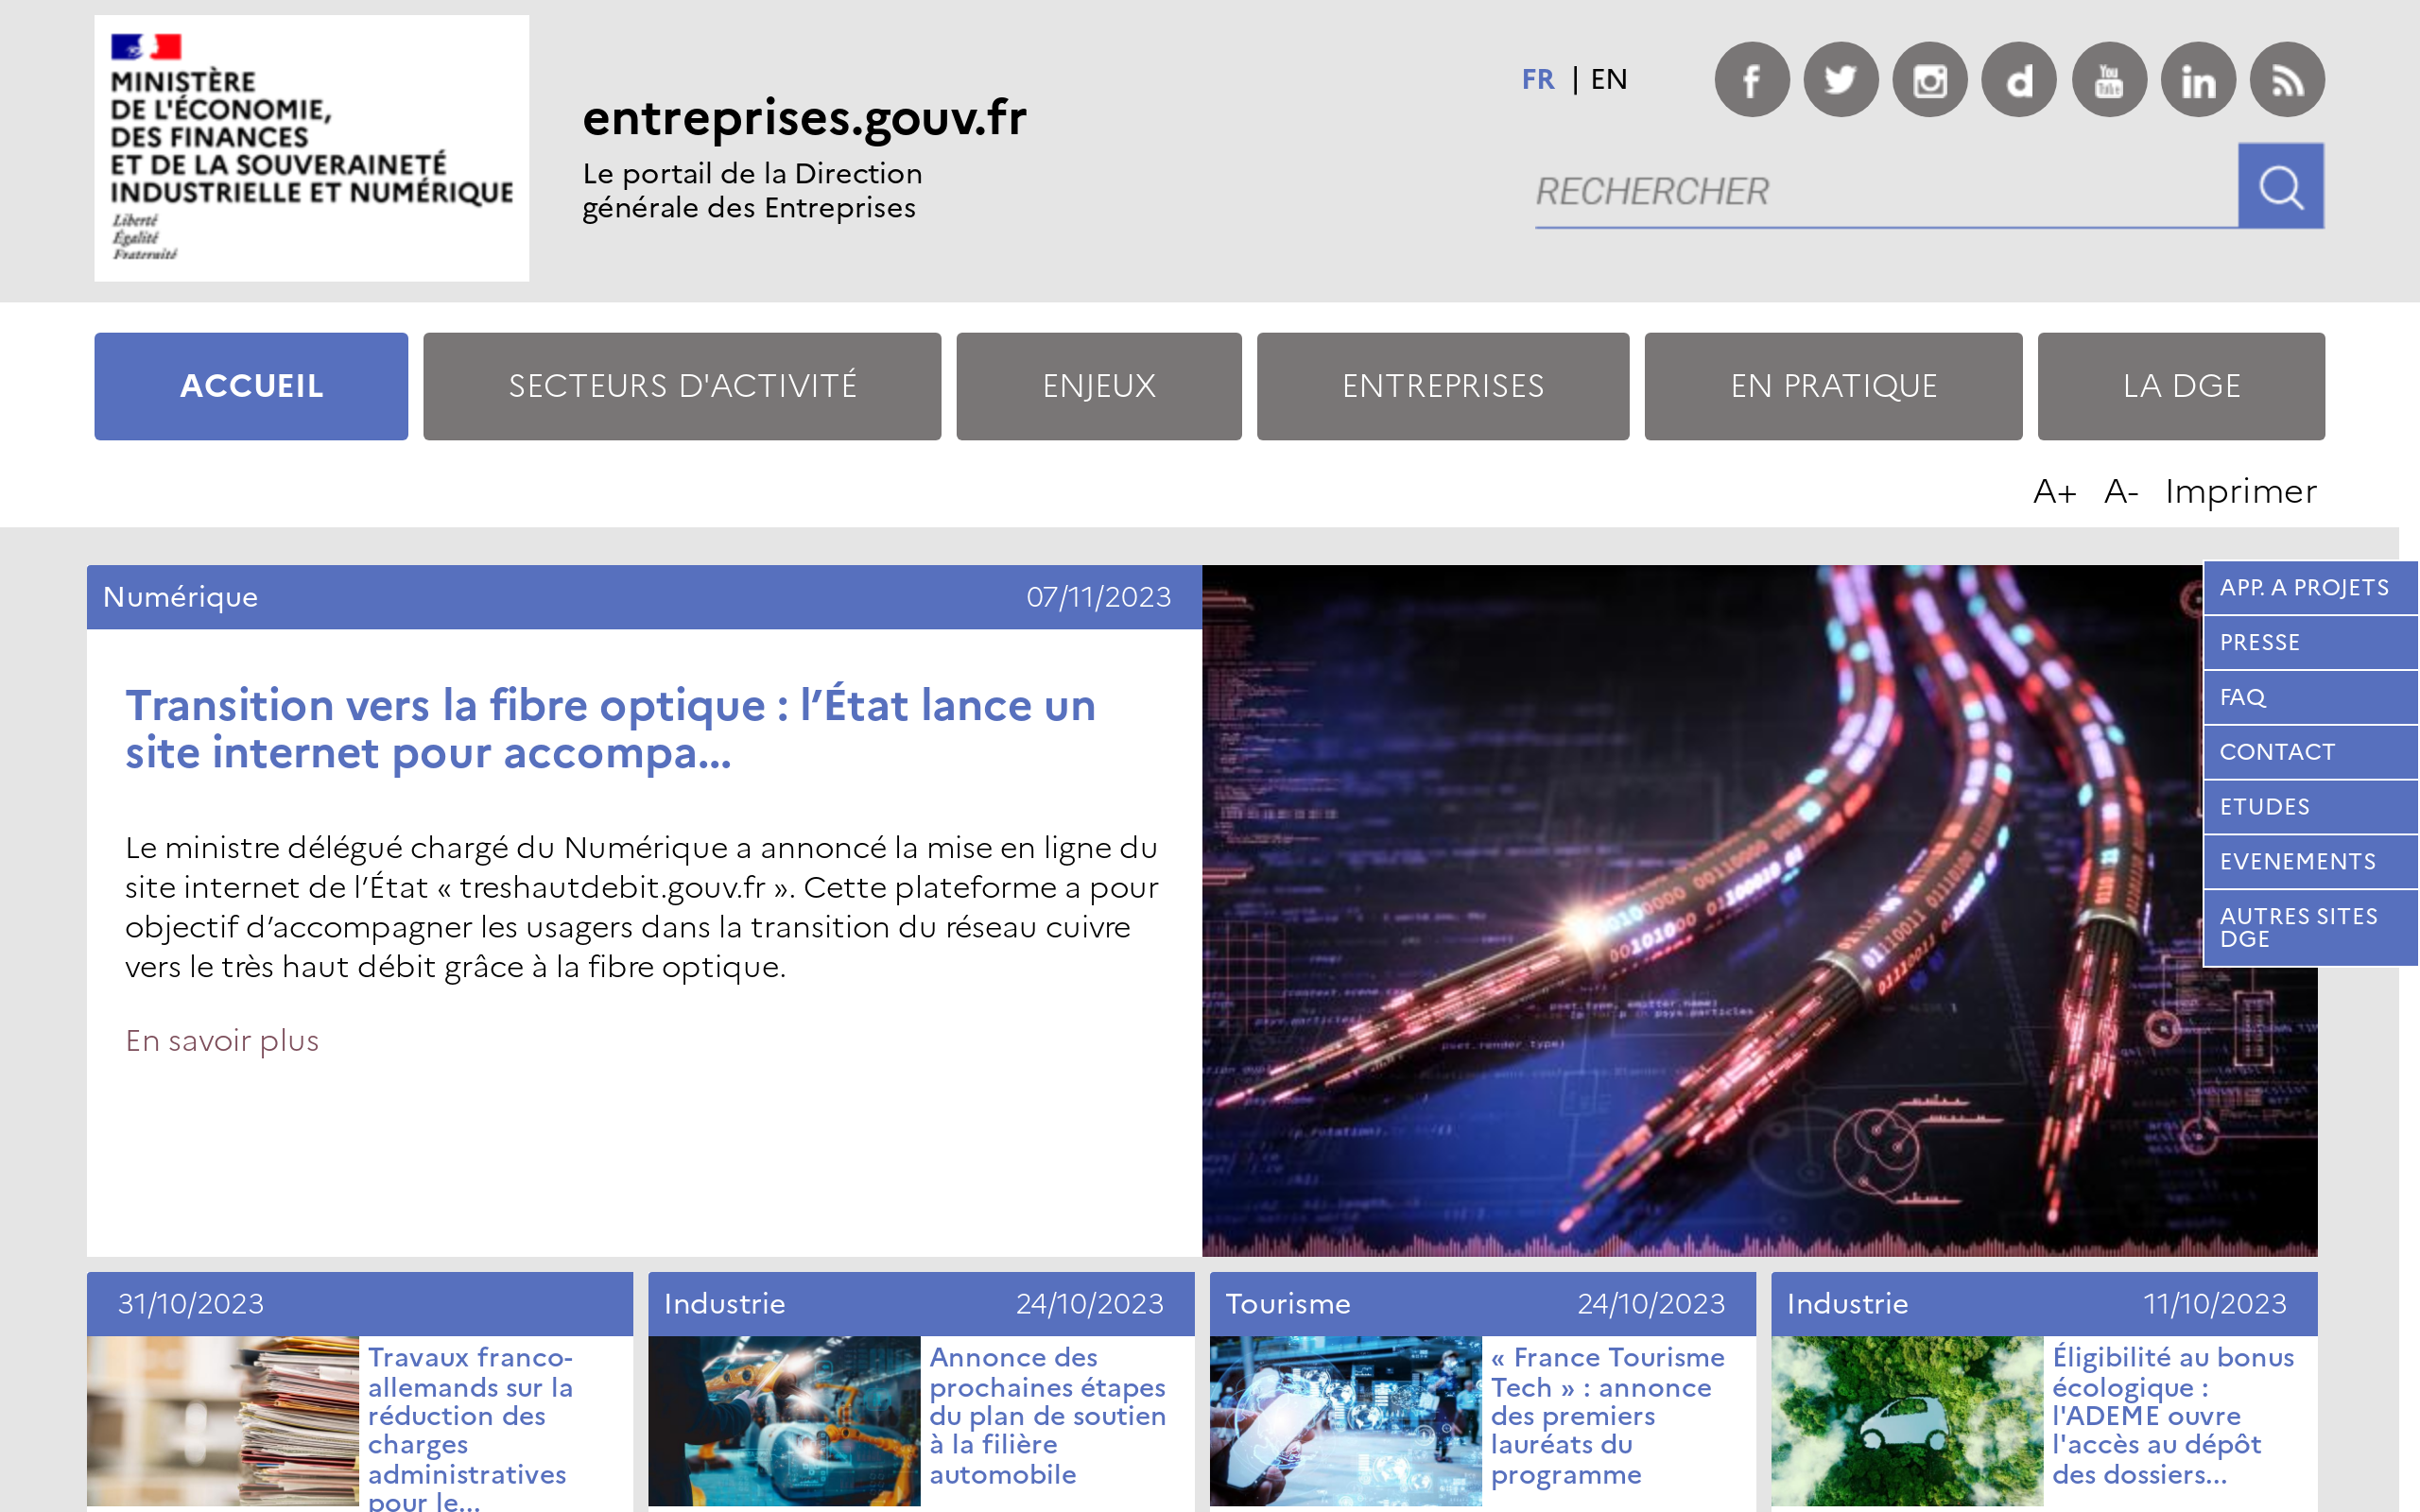 MINISTÈRE
DE L'ÉCONOMIE,
DES FINANCES
ET DE LA SOUVERAINETÉ
INDUSTRIELLE ET NUMÉRIQUE
Liberté
Égalité
Fraternité
entreprises.gouv.fr
Le portail de la Direction
générale des Entreprises
FR | EN
RECHERCHER
ACCUEIL
SECTEURS D'ACTIVITÉ
ENJEUX
ENTREPRISES
EN PRATIQUE
LA DGE
A+ A- Imprimer
Numérique 07/11/2023
Transition vers la fibre optique : l’État lance un
site internet pour accompa...
Le ministre délégué chargé du Numérique a annoncé la mise en ligne du
site internet de l’État « treshautdebit.gouv.fr ». Cette plateforme a pour
objectif d’accompagner les usagers dans la transition du réseau cuivre
vers le très haut débit grâce à la fibre optique.
En savoir plus
APP. A PROJETS
PRESSE
FAQ
CONTACT
ETUDES
EVENEMENTS
AUTRES SITES
DGE
31/10/2023
Travaux franco-
allemands sur la
réduction des
charges
administratives
pour le...
Industrie 24/10/2023
Annonce des
prochaines étapes
du plan de soutien
à la filière
automobile
Tourisme 24/10/2023
« France Tourisme
Tech » : annonce
des premiers
lauréats du
programme
Industrie 11/10/2023
Éligibilité au bonus
écologique :
l'ADEME ouvre
l'accès au dépôt
des dossiers...